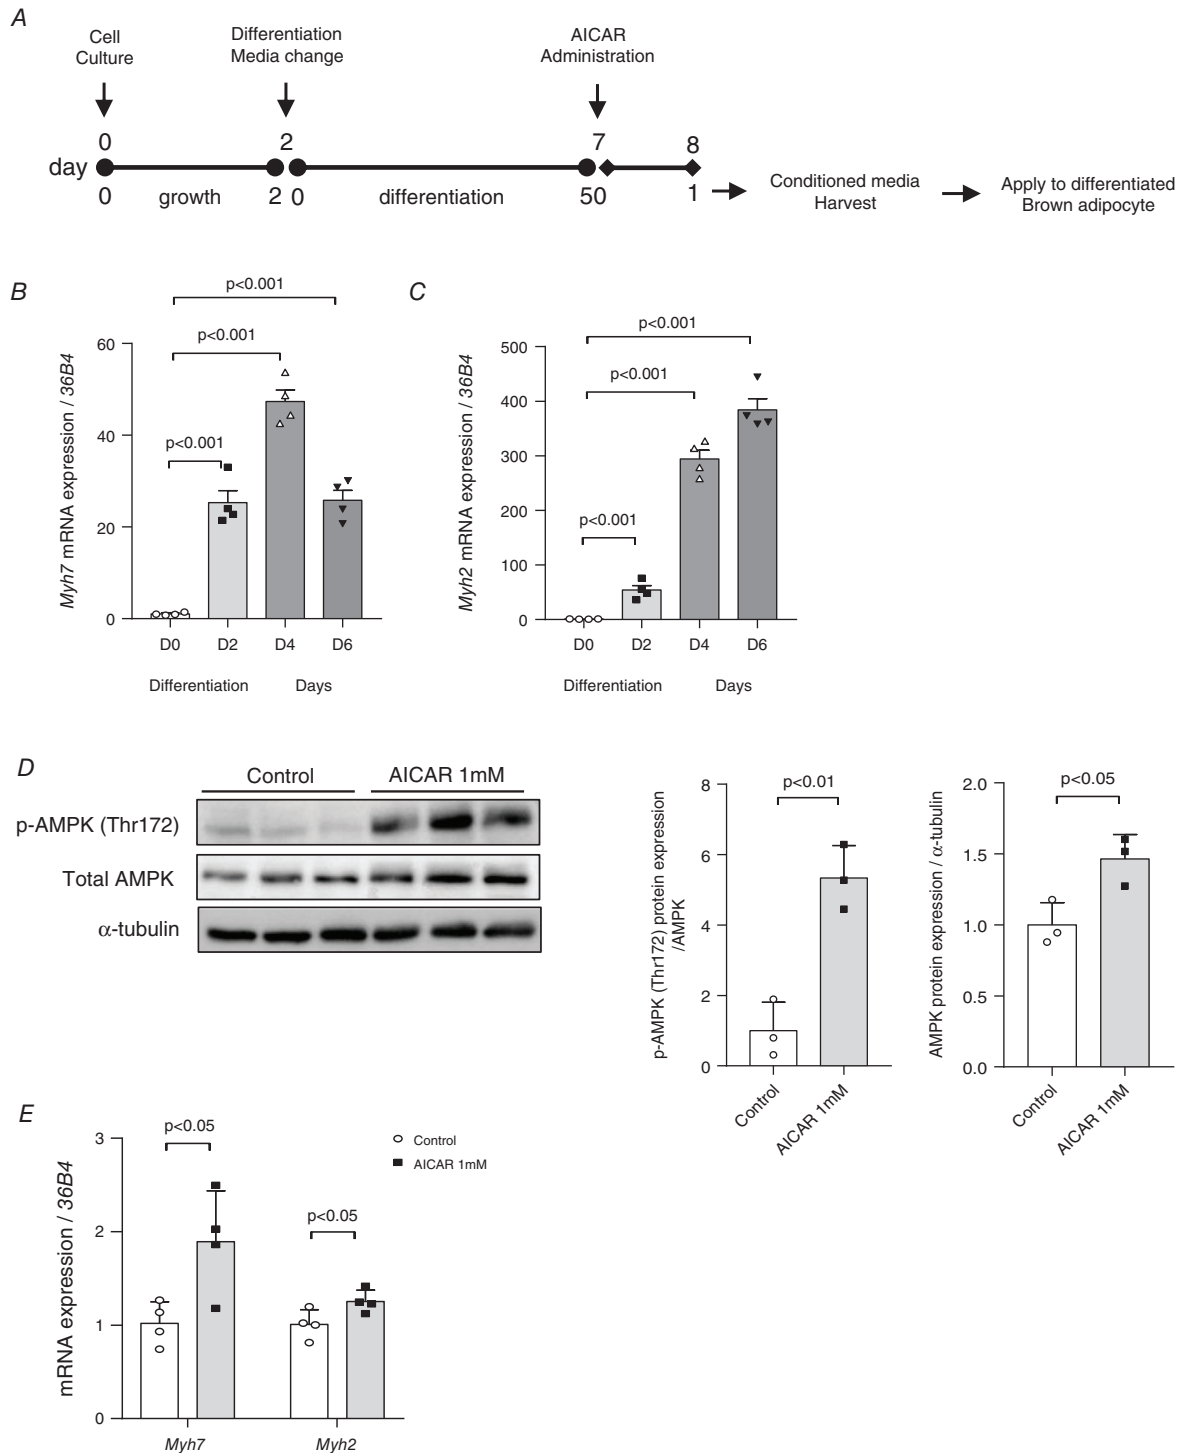 A
Cell
Culture
Differentiation
Media change
AICAR
Administration
0
2
7
8
day
0
growth
2 0
differentiation
50
1
Conditioned media
Harvest
Apply to differentiated
Brown adipocyte
B
Myh7 mRNA expression / 36B4
p<0.001
p<0.001
p<0.001
60
40
20
0
D0
D2
D4
D6
Differentiation
Days
C
Myh2 mRNA expression / 36B4
p<0.001
p<0.001
p<0.001
500
400
300
200
100
0
D0
D2
D4
D6
Differentiation
Days
D
Control
AICAR 1mM
p-AMPK (Thr172)
Total AMPK
α-tubulin
p-AMPK (Thr172) protein expression
/AMPK
p<0.01
8
6
4
2
0
Control
AICAR 1mM
AMPK protein expression / α-tubulin
p<0.05
2.0
1.5
1.0
0.5
0.0
Control
AICAR 1mM
E
mRNA expression / 36B4
p<0.05
p<0.05
Control
AICAR 1mM
3
2
1
0
Myh7
Myh2